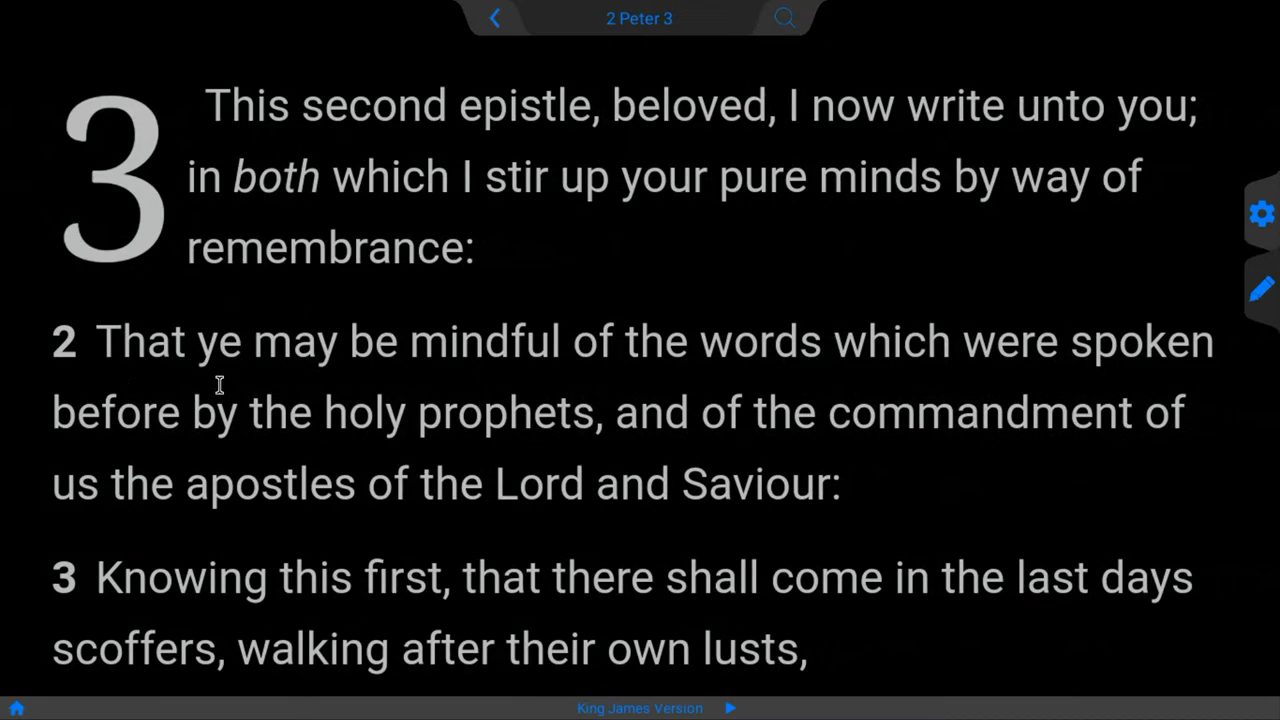 2 Peter 3
3 This second epistle, beloved, I now write unto you;
in both which I stir up your pure minds by way of
remembrance:
2 That ye may be mindful of the words which were spoken
before by the holy prophets, and of the commandment of
us the apostles of the Lord and Saviour:
3 Knowing this first, that there shall come in the last days
scoffers, walking after their own lusts,
King James Version